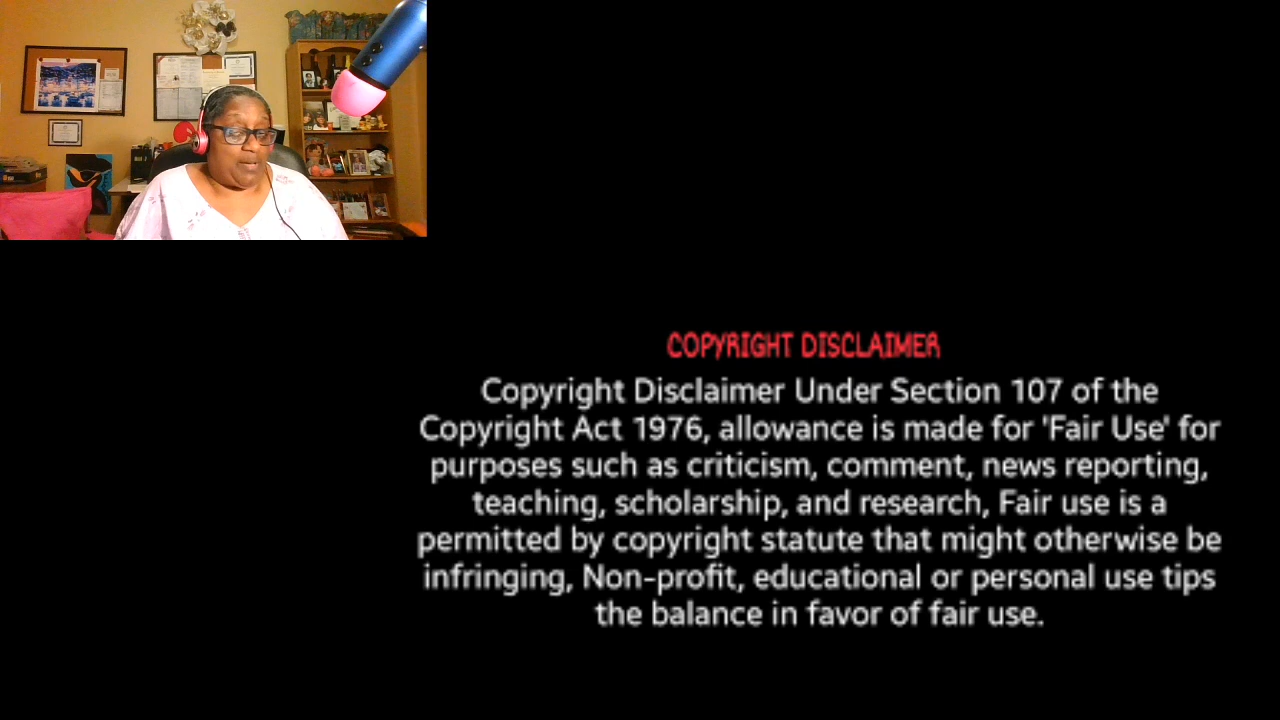 COPYRIGHT DISCLAIMER
Copyright Disclaimer Under Section 107 of the
Copyright Act 1976, allowance is made for 'Fair Use' for
purposes such as criticism, comment, news reporting,
teaching, scholarship, and research, Fair use is a
permitted by copyright statute that might otherwise be
infringing, Non-profit, educational or personal use tips
the balance in favor of fair use.